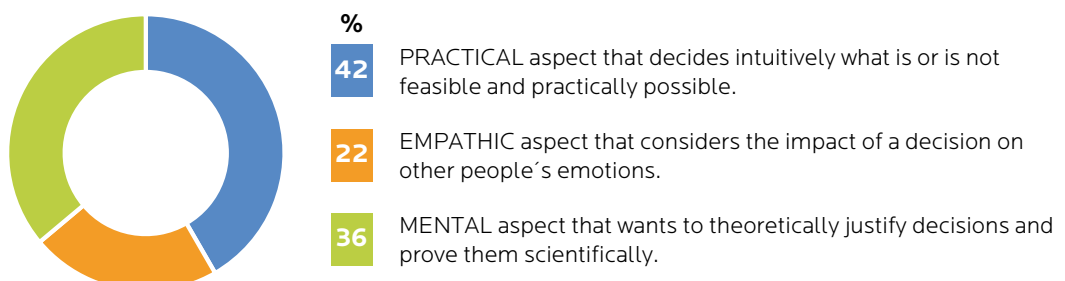 %
42
PRACTICAL aspect that decides intuitively what is or is not
feasible and practically possible.
22
EMPATHIC aspect that considers the impact of a decision on
other people´s emotions.
36
MENTAL aspect that wants to theoretically justify decisions and
prove them scientifically.